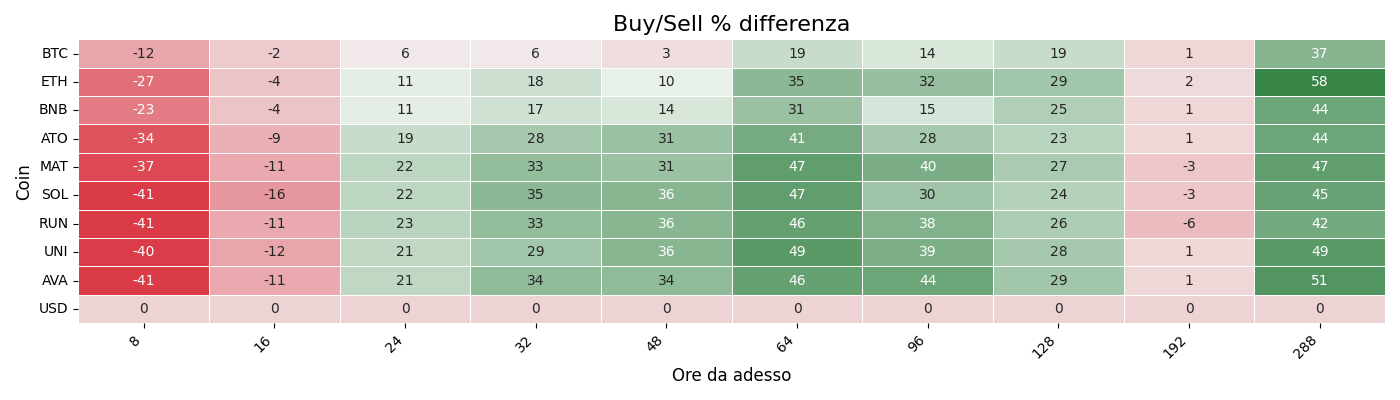 Buy/Sell % differenza
Coin
BTC -12 -2 6 6 3 19 14 19 1 37
ETH -27 -4 11 18 10 35 32 29 2 58
BNB -23 -4 11 17 14 31 15 25 1 44
ATO -34 -9 19 28 31 41 28 23 1 44
MAT -37 -11 22 33 31 47 40 27 -3 47
SOL -41 -16 22 35 36 47 30 24 -3 45
RUN -41 -11 23 33 36 46 38 26 -6 42
UNI -40 -12 21 29 36 49 39 28 1 49
AVA -41 -11 21 34 34 46 44 29 1 51
USD 0 0 0 0 0 0 0 0 0 0
8 16 24 32 48 64 96 128 192 288
Ore da adesso